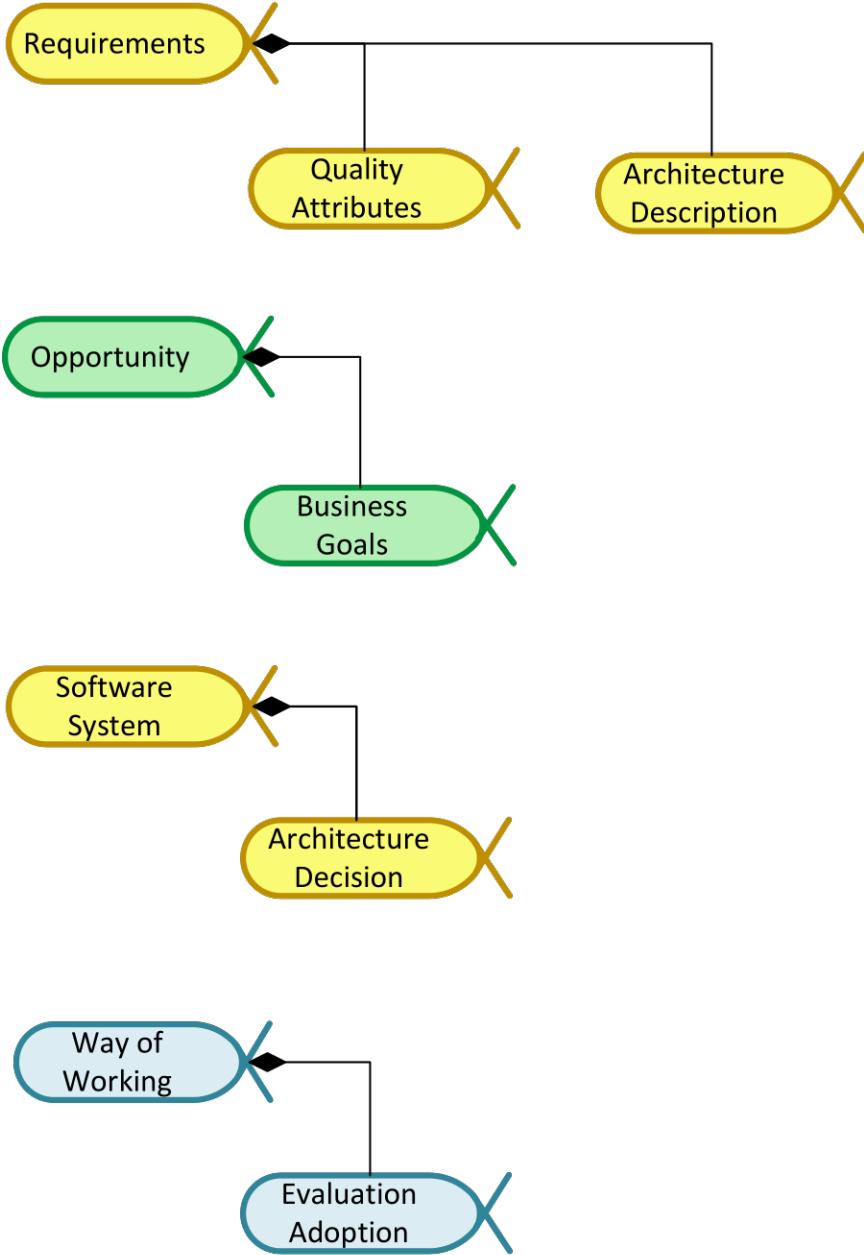 Requirements
Quality
Attributes
Architecture
Description
Opportunity
Business
Goals
Software
System
Architecture
Decision
Way of
Working
Evaluation
Adoption